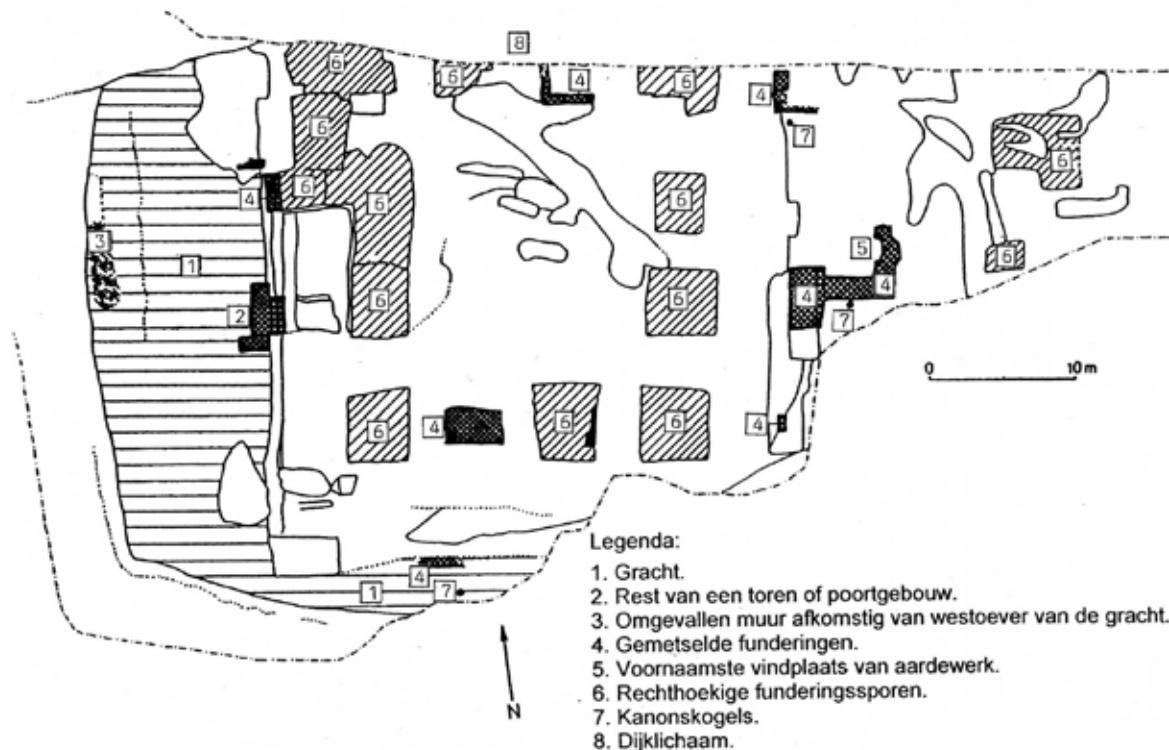 8
6
6 4 6
4
6
7
6
6
4 6
6
3
5
6
1
4
6 6 4
2 7
0 10 m
6 4 6 6 4
4
1 7
N
Legenda:
1. Gracht.
2. Rest van een toren of poortgebouw.
3. Omgevallen muur afkomstig van westoever van de gracht.
4. Gemetselde funderingen.
5. Voornaamste vindplaats van aardewerk.
6. Rechthoekige funderingssporen.
7. Kanonskogels.
8. Dijklichaam.